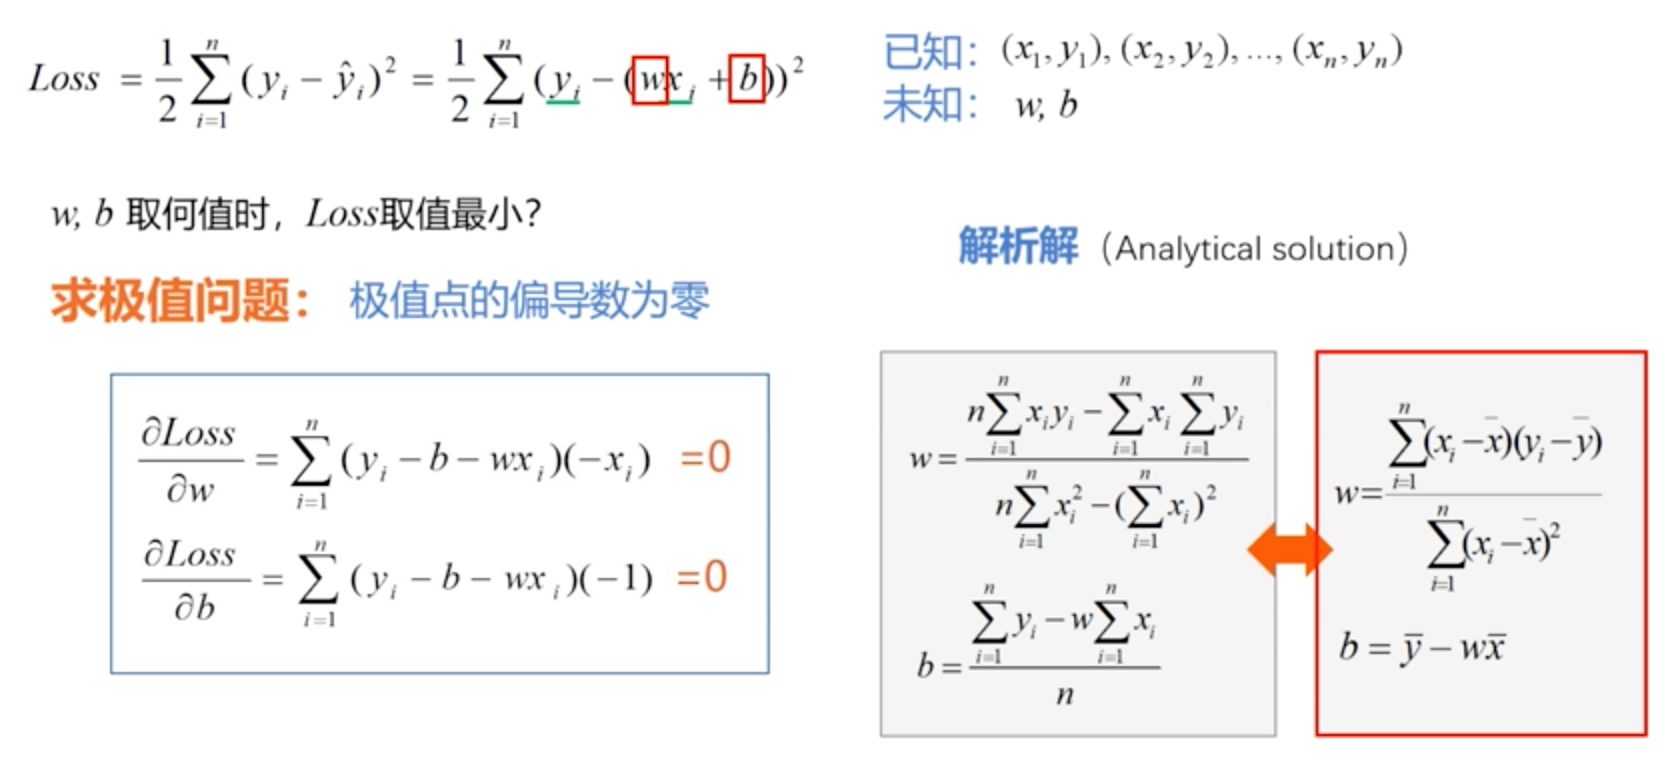 Loss = \frac{1}{2}\sum_{i=1}^{n}(y_i - \hat{y}_i)^2 = \frac{1}{2}\sum_{i=1}^{n}(y_i - (wx_i + b))^2
已知： (x_1, y_1), (x_2, y_2), ..., (x_n, y_n)
未知： w, b
w, b 取何值时，Loss取值最小？
求极值问题： 极值点的偏导数为零
\frac{\partial Loss}{\partial w} = \sum_{i=1}^{n}(y_i - b - wx_i)(-x_i) =0
\frac{\partial Loss}{\partial b} = \sum_{i=1}^{n}(y_i - b - wx_i)(-1) =0
解析解（Analytical solution）
w = \frac{n\sum_{i=1}^{n}x_iy_i - \sum_{i=1}^{n}x_i\sum_{i=1}^{n}y_i}{n\sum_{i=1}^{n}x_i^2 - (\sum_{i=1}^{n}x_i)^2}
b = \frac{\sum_{i=1}^{n}y_i - w\sum_{i=1}^{n}x_i}{n}
w = \frac{\sum_{i=1}^{n}(x_i - \bar{x})(y_i - \bar{y})}{\sum_{i=1}^{n}(x_i - \bar{x})^2}
b = \bar{y} - w\bar{x}